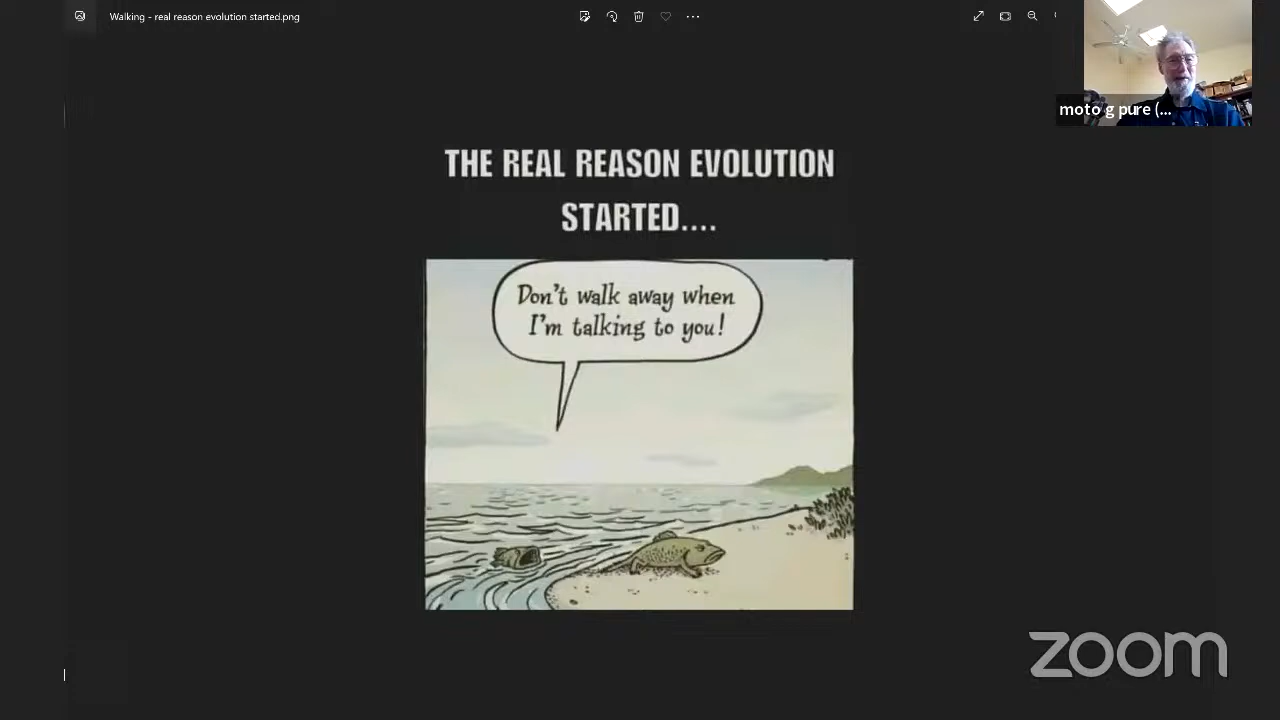 Walking - real reason evolution started.png
moto g pure (...
THE REAL REASON EVOLUTION
STARTED....
Don't walk away when
I'm talking to you!
zoom